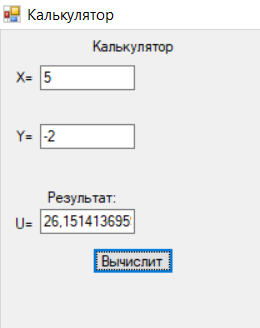 Калькулятор
Калькулятор
X= 5
Y= -2
Результат:
U= 26,151413695
Вычислит